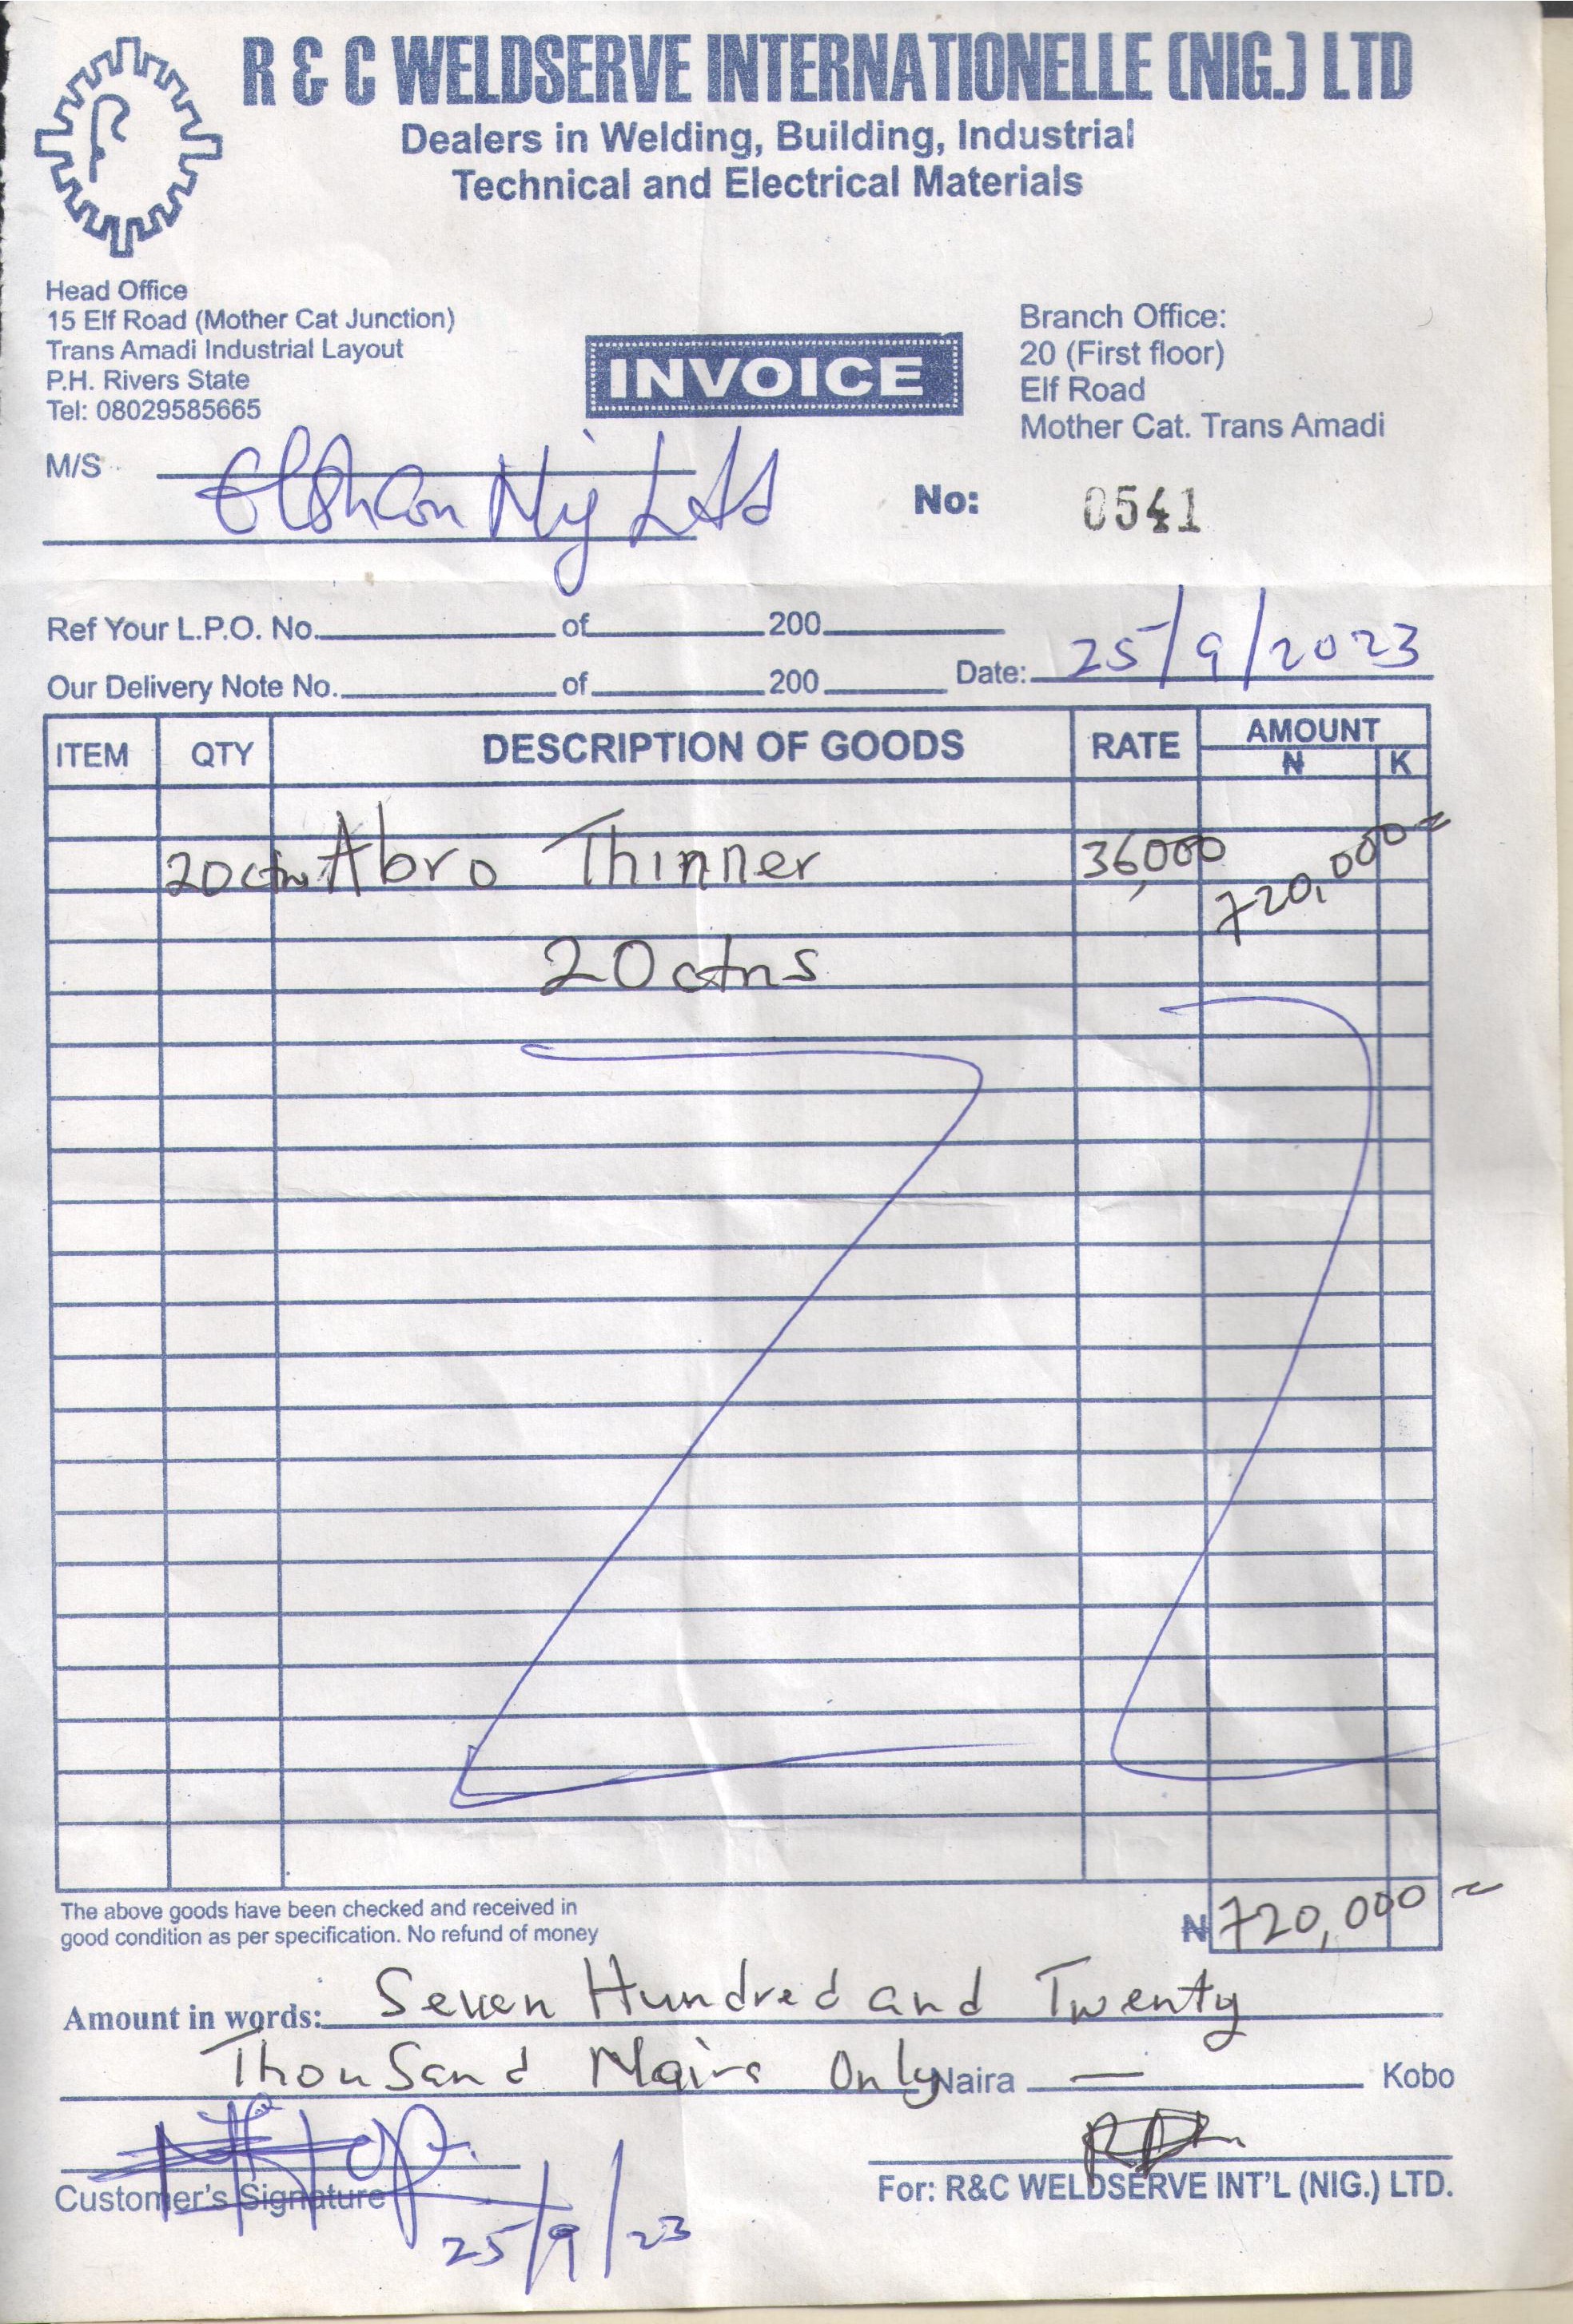 R & C WELDSERVE INTERNATIONELLE (NIG.) LTD
Dealers in Welding, Building, Industrial
Technical and Electrical Materials
Head Office
15 Elf Road (Mother Cat Junction)
Trans Amadi Industrial Layout
P.H. Rivers State
Tel: 08029585665
INVOICE
Branch Office:
20 (First floor)
Elf Road
Mother Cat. Trans Amadi
M/S Nig Ltd
No: 0541
Ref Your L.P.O. No. of 200
Our Delivery Note No. of 200 Date: 25/9/2023
ITEM QTY DESCRIPTION OF GOODS RATE AMOUNT
₦ K
20ctns Abro Thinner 36,000 720,000=
20ctns
The above goods have been checked and received in
good condition as per specification. No refund of money
₦ 720,000=
Amount in words: Seven Hundred and Twenty
Thousand Naira Only Naira — Kobo
Customer's Signature
25/9/23
For: R&C WELDSERVE INT'L (NIG.) LTD.